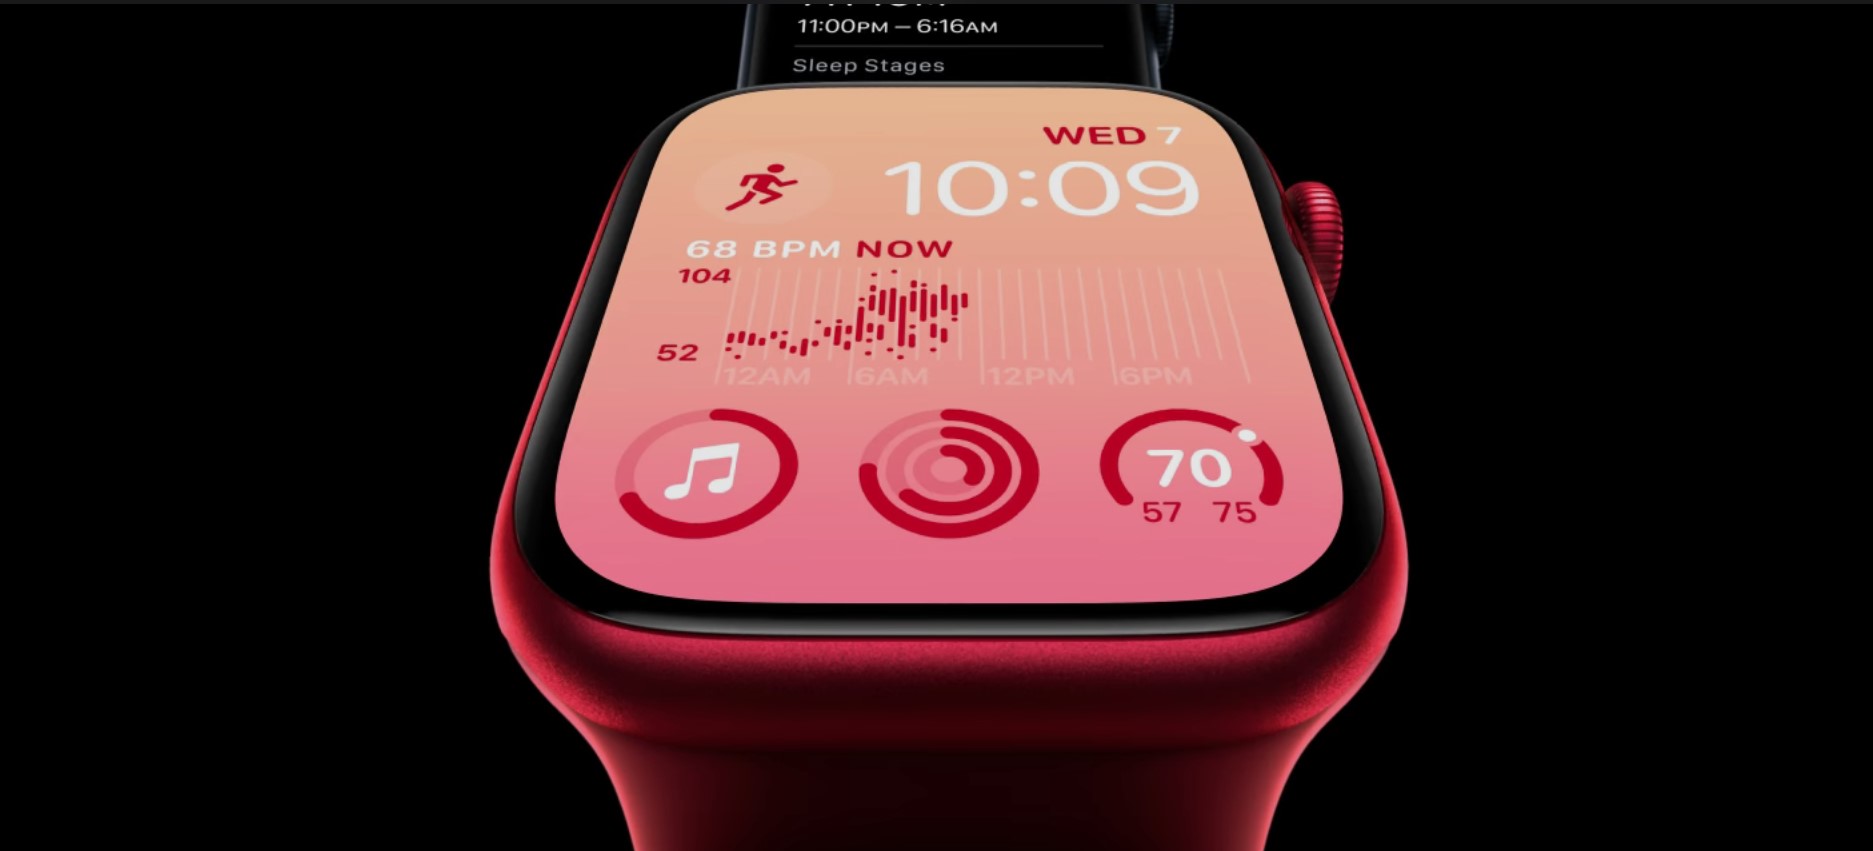 11:00PM – 6:16AM
Sleep Stages
WED 7
10:09
68 BPM NOW
104
52
12AM 6AM 12PM 6PM
70
57 75